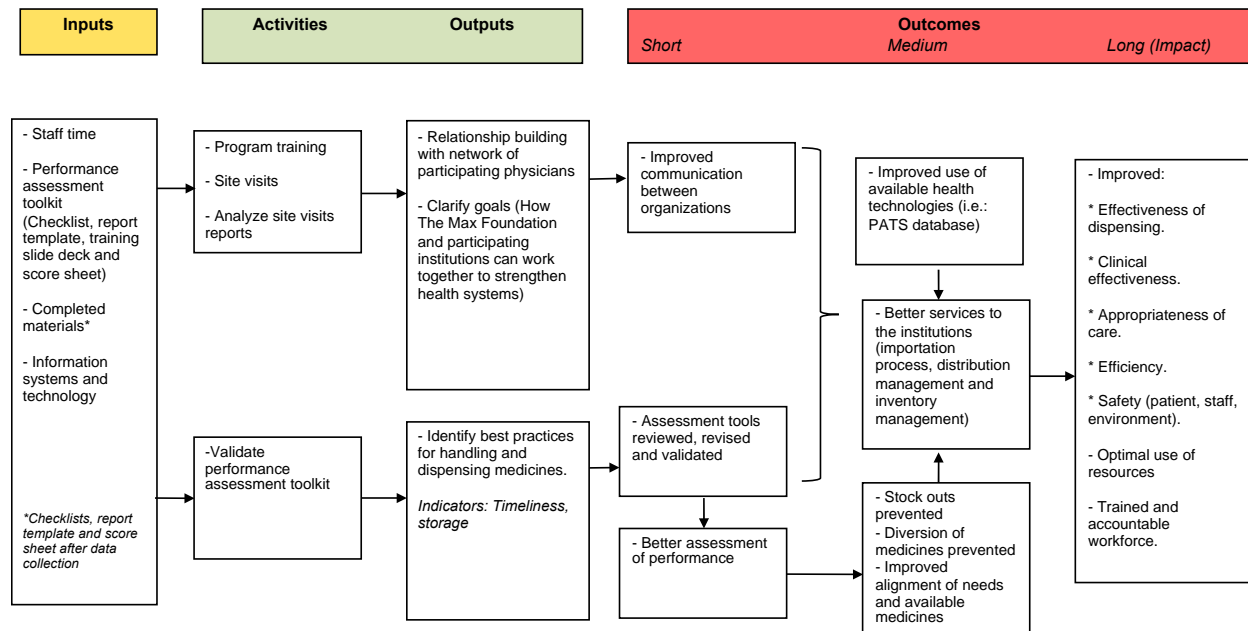 Inputs
Activities
Outputs
Outcomes
Short
Medium
Long (Impact)
- Staff time
- Performance
assessment
toolkit
(Checklist, report
template, training
slide deck and
score sheet)
- Completed
materials*
- Information
systems and
technology
*Checklists, report
template and score
sheet after data
collection
- Program training
- Site visits
- Analyze site visits
reports
-Validate
performance
assessment toolkit
- Relationship building
with network of
participating physicians
- Clarify goals (How
The Max Foundation
and participating
institutions can work
together to strengthen
health systems)
- Identify best practices
for handling and
dispensing medicines.
Indicators: Timeliness,
storage
- Improved
communication
between
organizations
- Assessment tools
reviewed, revised
and validated
- Better assessment
of performance
- Improved use of
available health
technologies (i.e.:
PATS database)
- Better services to
the institutions
(importation
process, distribution
management and
inventory
management)
- Stock outs
prevented
- Diversion of
medicines prevented
- Improved
alignment of needs
and available
medicines
- Improved:
* Effectiveness of
dispensing.
* Clinical
effectiveness.
* Appropriateness of
care.
* Efficiency.
* Safety (patient, staff,
environment).
- Optimal use of
resources
- Trained and
accountable
workforce.